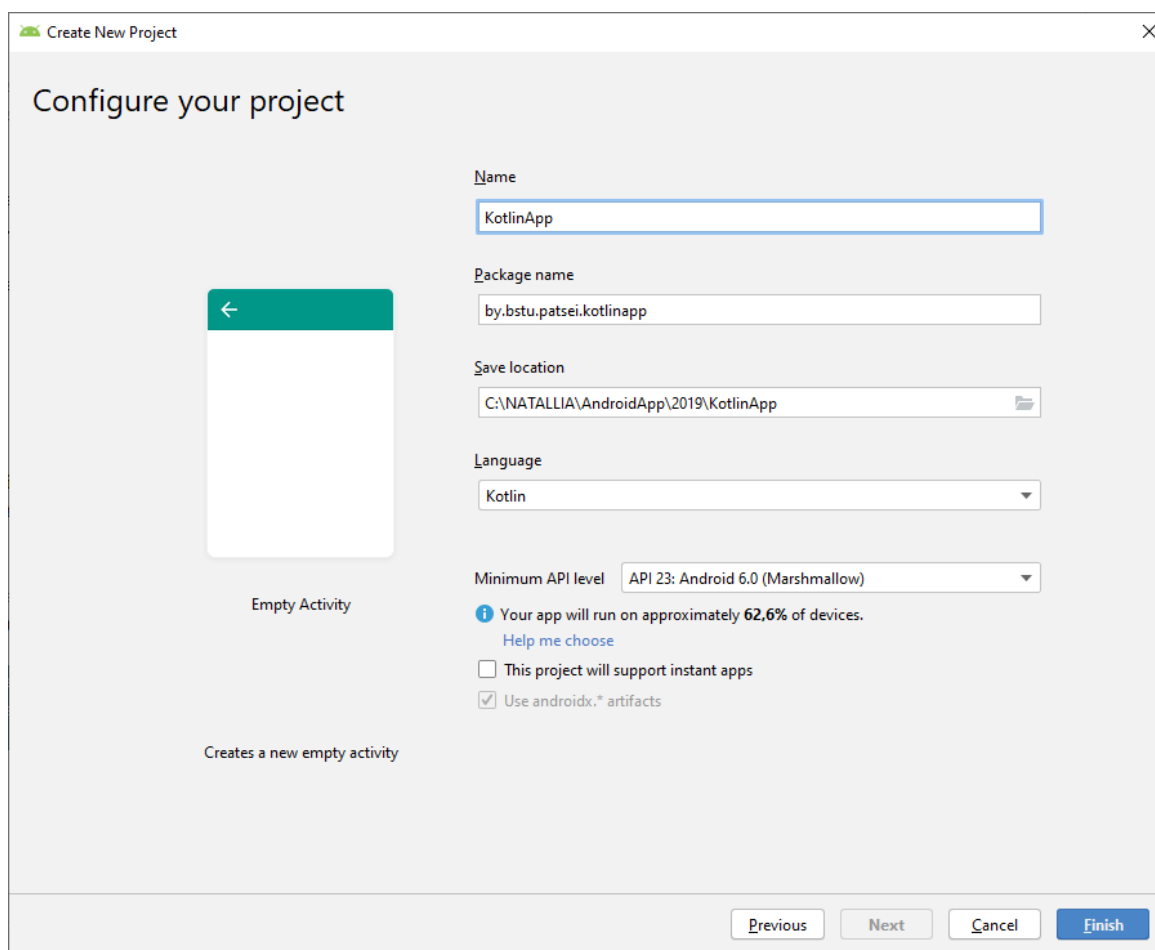 Create New Project
Configure your project
Name
KotlinApp
Package name
by.bstu.patsei.kotlinapp
Save location
C:\NATALLIA\AndroidApp\2019\KotlinApp
Language
Kotlin
Minimum API level API 23: Android 6.0 (Marshmallow)
Empty Activity
Your app will run on approximately 62,6% of devices.
Help me choose
This project will support instant apps
Use androidx.* artifacts
Creates a new empty activity
Previous Next Cancel Finish